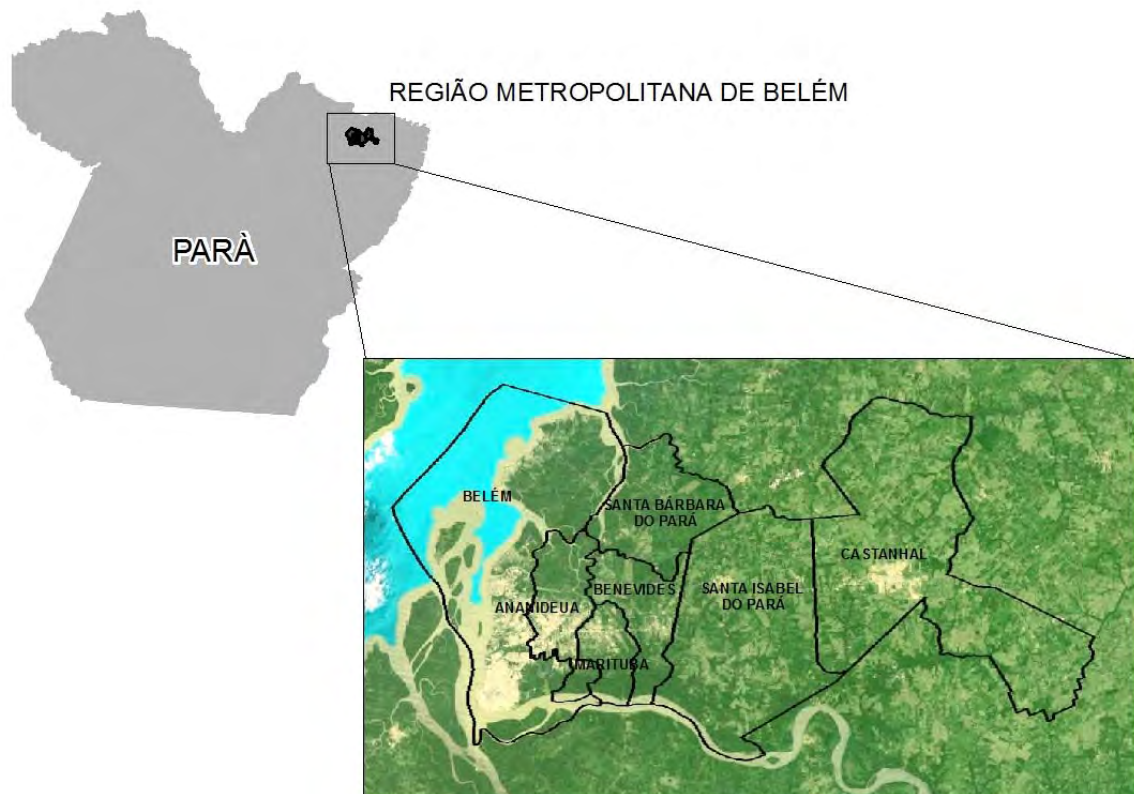 REGIÃO METROPOLITANA DE BELÉM
PARÀ
BELÉM
SANTA BÁRBARA
DO PARÁ
CASTANHAL
BENEVIDES
SANTA ISABEL
DO PARÁ
ANANIDEUA
MARITUBA